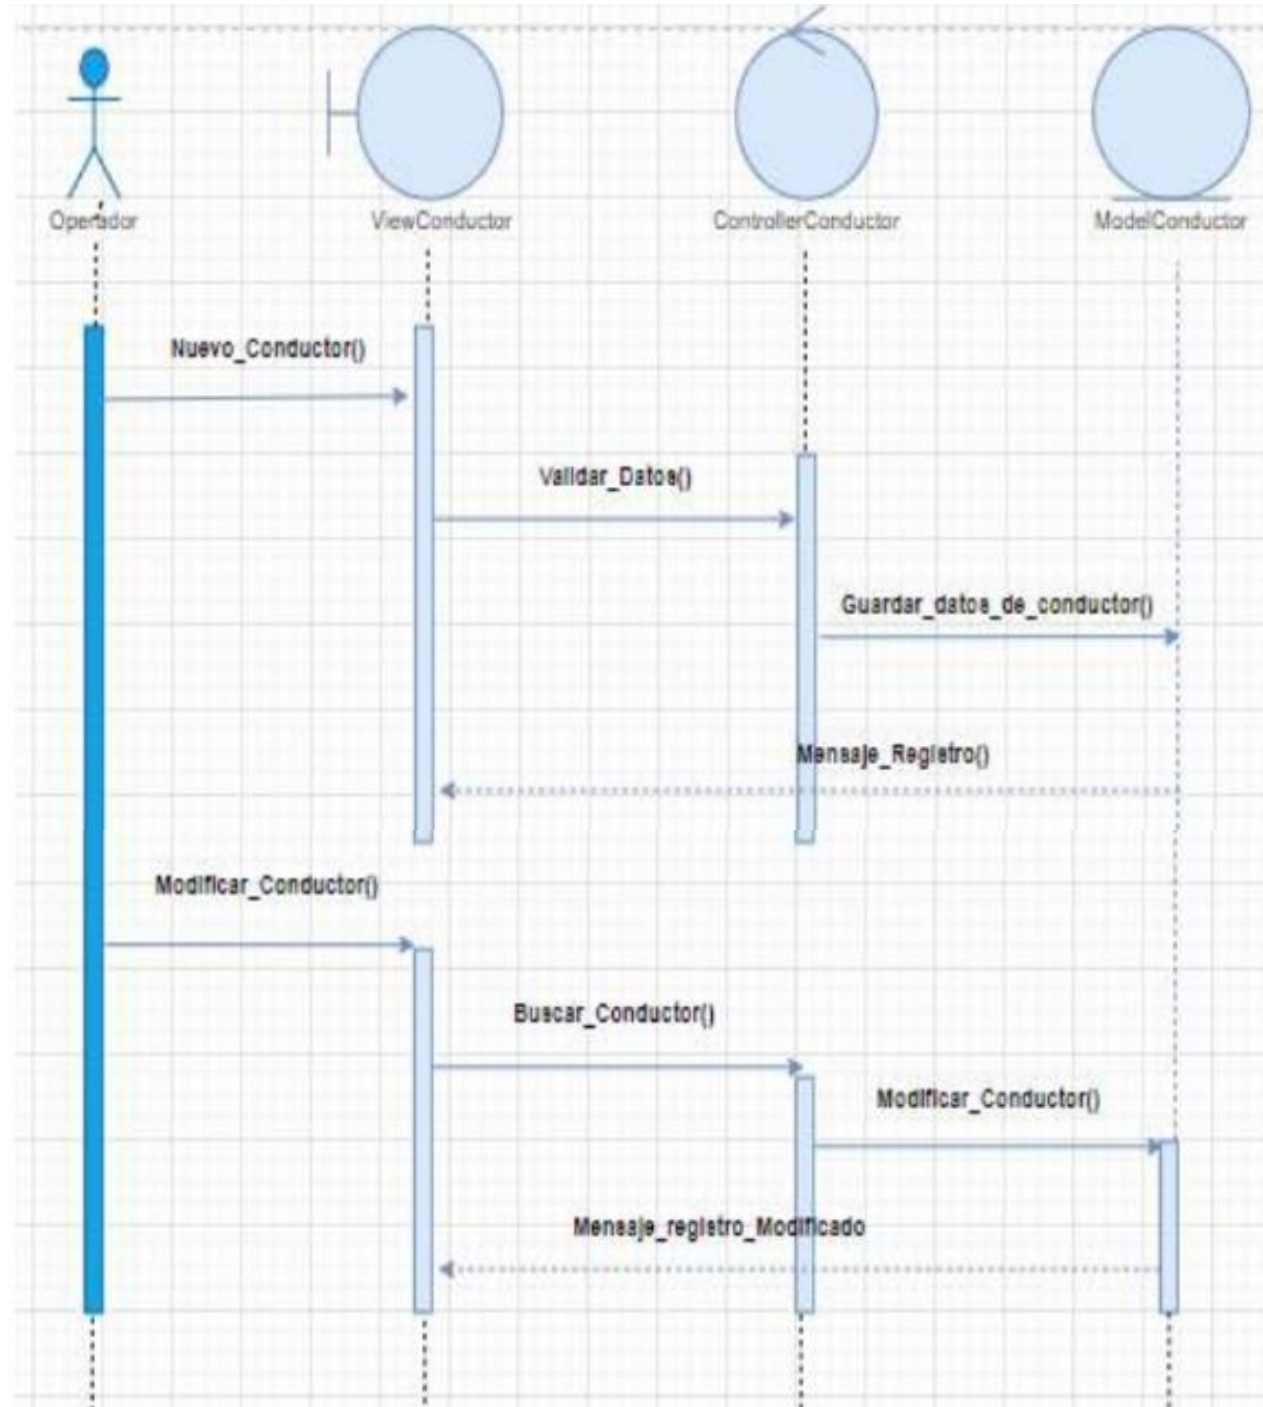 Operador
ViewConductor
ControllerConductor
ModelConductor
Nuevo_Conductor()
Validar_Datos()
Guardar_datos_de_conductor()
Mensaje_Registro()
Modificar_Conductor()
Buscar_Conductor()
Modificar_Conductor()
Mensaje_registro_Modificado